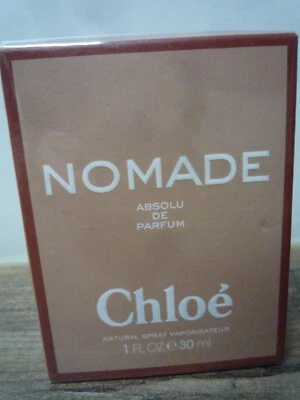 NOMADE
ABSOLU
DE
PARFUM
Chloé
NATURAL SPRAY VAPORISATEUR
1 FL OZ e 30 ml